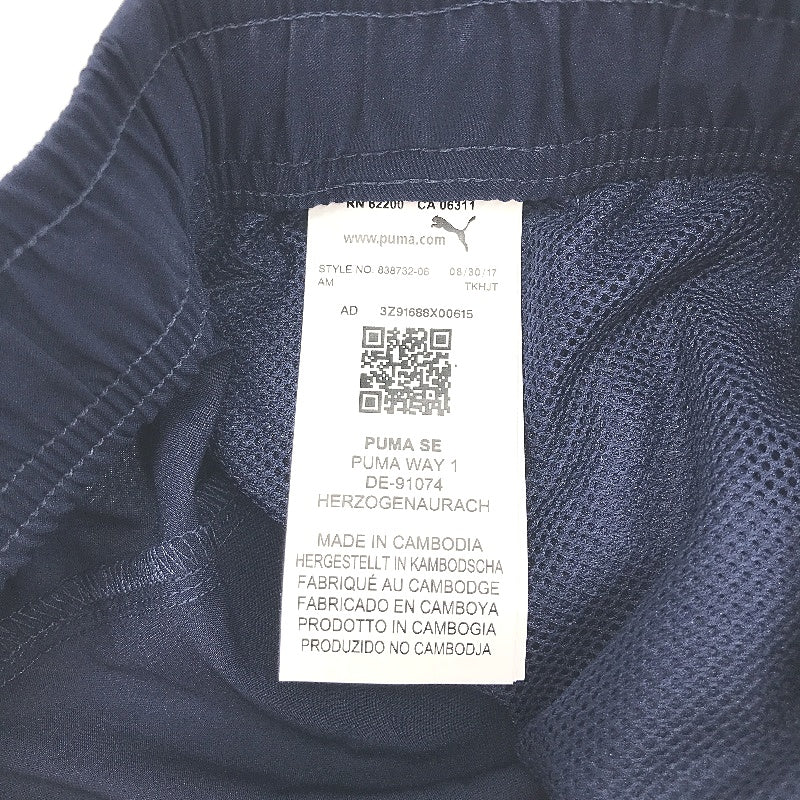 RN 62200 CA 06311
www.puma.com
STYLE NO: 838732-06 08/30/17
AM TKHJT
AD 3Z91688X00615
PUMA SE
PUMA WAY 1
DE-91074
HERZOGENAURACH
MADE IN CAMBODIA
HERGESTELLT IN KAMBODSCHA
FABRIQUÉ AU CAMBODGE
FABRICADO EN CAMBOYA
PRODOTTO IN CAMBOGIA
PRODUZIDO NO CAMBODJA